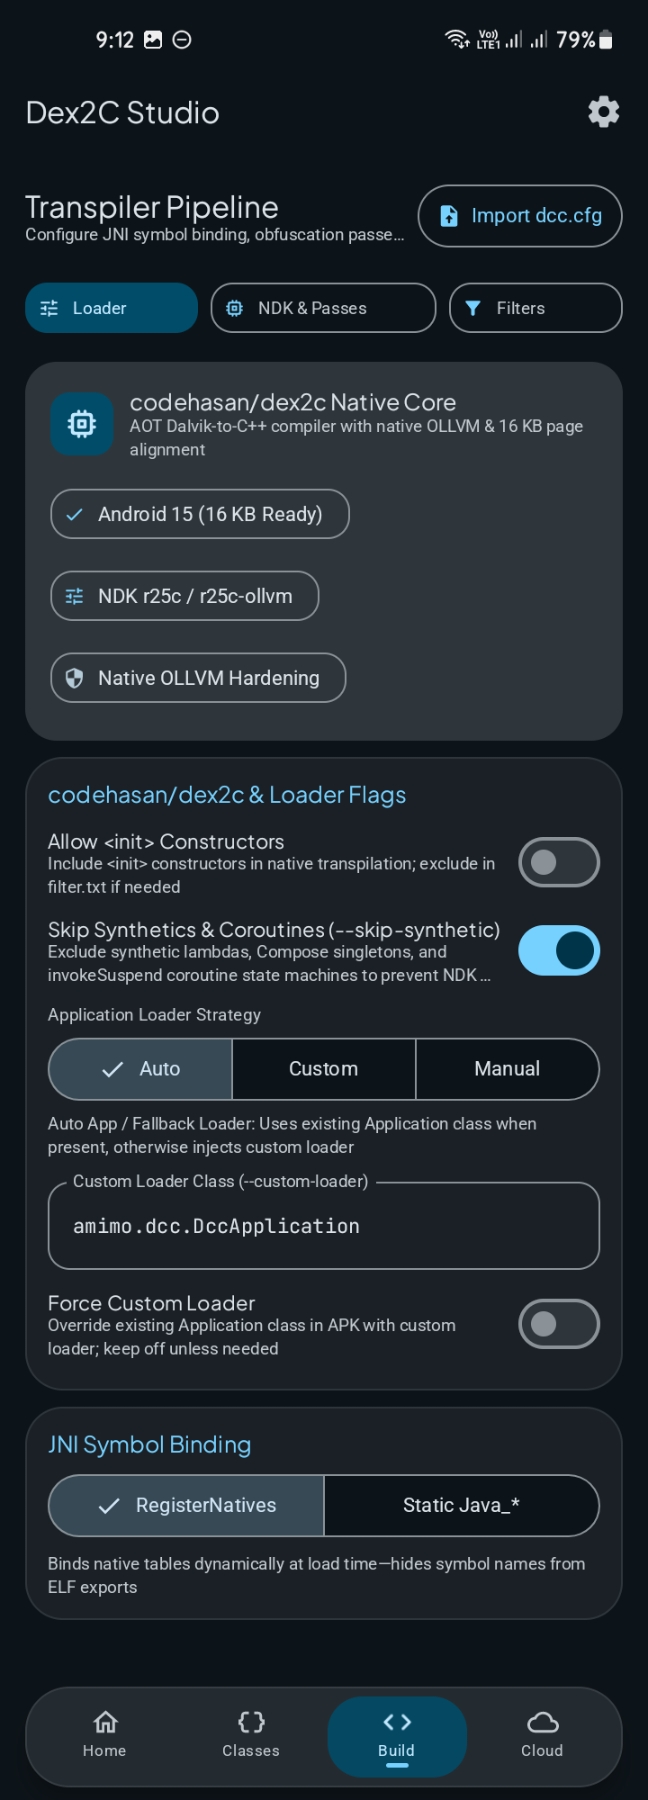 9:12
Vo))
LTE1
79%
Dex2C Studio
Transpiler Pipeline
Configure JNI symbol binding, obfuscation passe...
Import dcc.cfg
Loader
NDK & Passes
Filters
codehasan/dex2c Native Core
AOT Dalvik-to-C++ compiler with native OLLVM & 16 KB page
alignment
Android 15 (16 KB Ready)
NDK r25c / r25c-ollvm
Native OLLVM Hardening
codehasan/dex2c & Loader Flags
Allow <init> Constructors
Include <init> constructors in native transpilation; exclude in
filter.txt if needed
Skip Synthetics & Coroutines (--skip-synthetic)
Exclude synthetic lambdas, Compose singletons, and
invokeSuspend coroutine state machines to prevent NDK ...
Application Loader Strategy
Auto
Custom
Manual
Auto App / Fallback Loader: Uses existing Application class when
present, otherwise injects custom loader
Custom Loader Class (--custom-loader)
amimo.dcc.DccApplication
Force Custom Loader
Override existing Application class in APK with custom
loader; keep off unless needed
JNI Symbol Binding
RegisterNatives
Static Java_*
Binds native tables dynamically at load time—hides symbol names from
ELF exports
Home
Classes
Build
Cloud